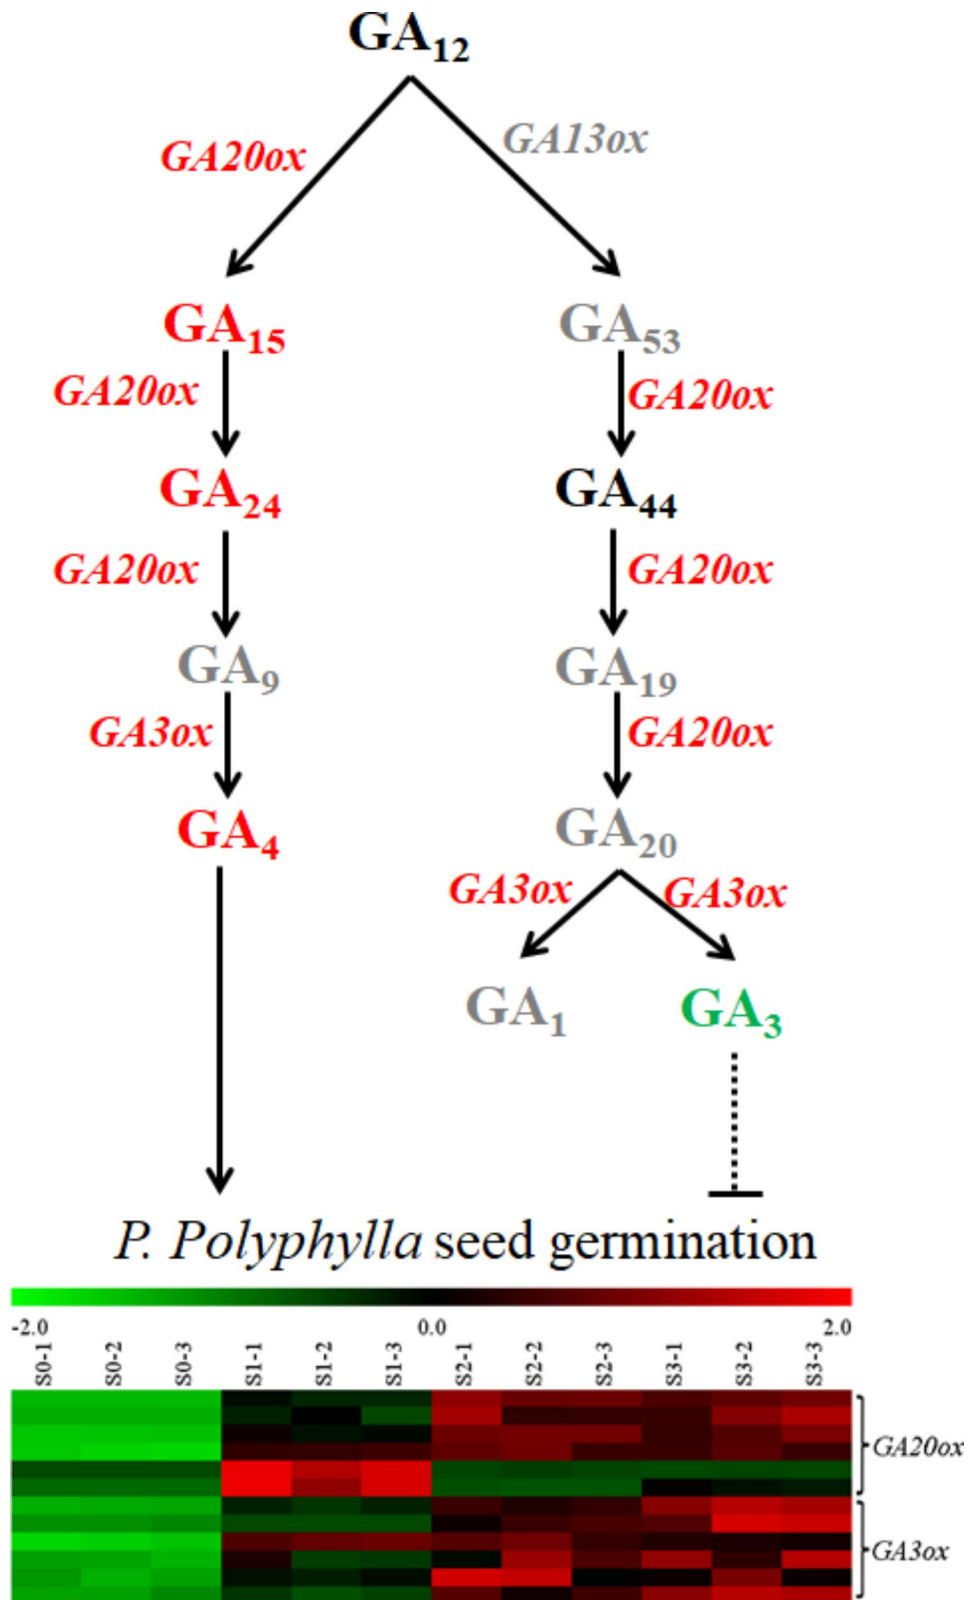 GA12
GA20ox GA13ox
GA15 GA53
GA20ox GA20ox
GA24 GA44
GA20ox GA20ox
GA9 GA19
GA3ox GA20ox
GA4 GA20
GA3ox GA3ox
GA1 GA3
P. Polyphylla seed germination
-2.0 0.0 2.0
S0-1 S0-2 S0-3 S1-1 S1-2 S1-3 S2-1 S2-2 S2-3 S3-1 S3-2 S3-3
GA20ox
GA3ox